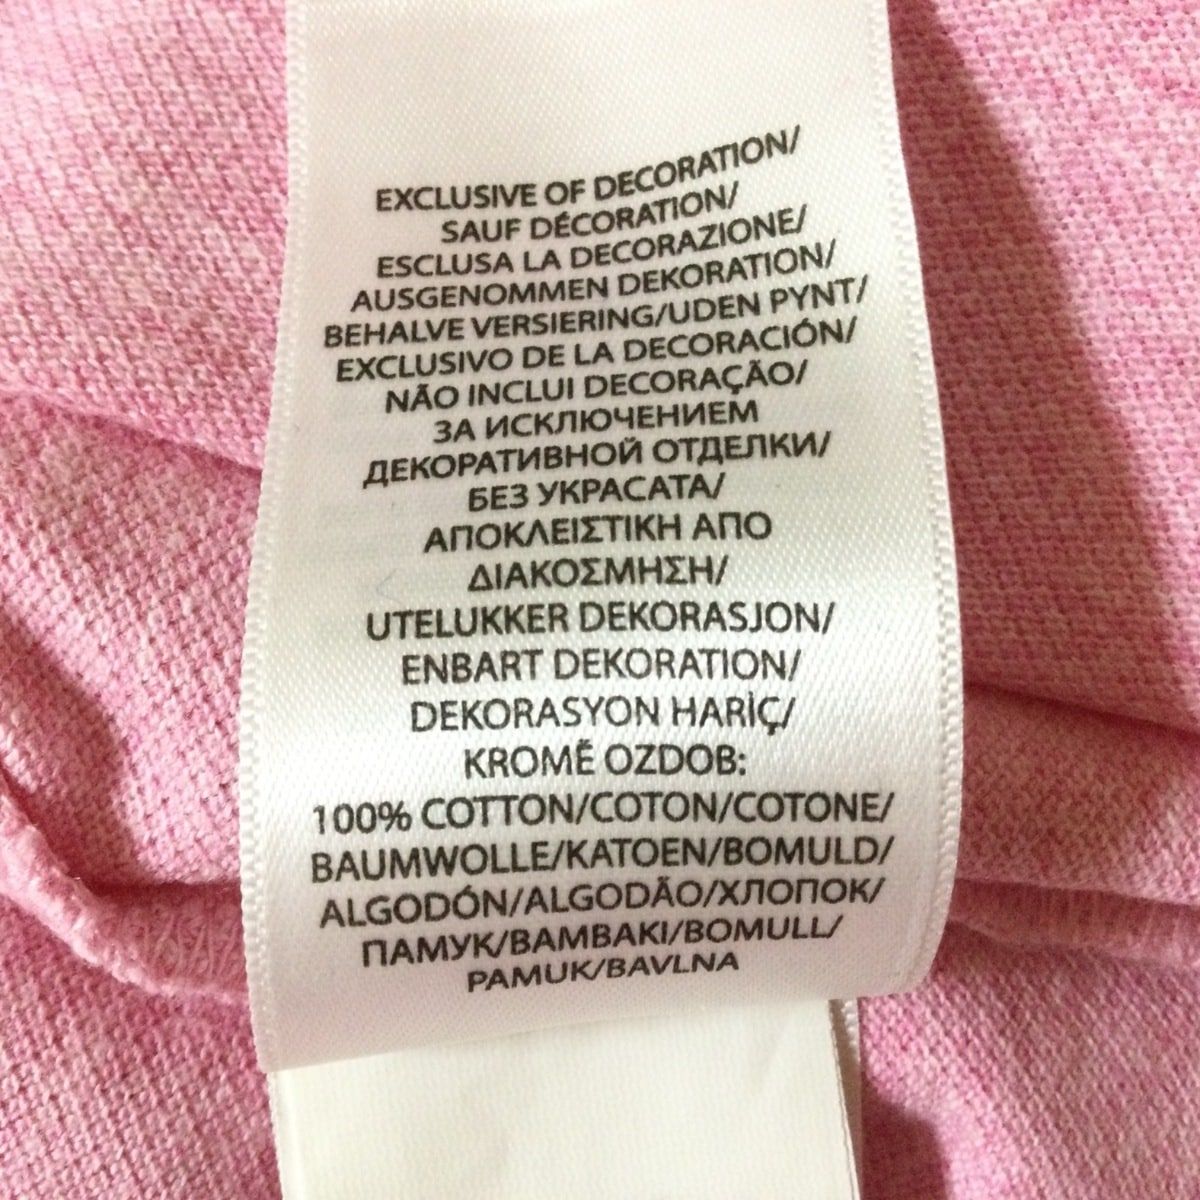 EXCLUSIVE OF DECORATION/
SAUF DÉCORATION/
ESCLUSA LA DECORAZIONE/
AUSGENOMMEN DEKORATION/
BEHALVE VERSIERING/UDEN PYNT/
EXCLUSIVO DE LA DECORACIÓN/
NÃO INCLUI DECORAÇÃO/
ЗА ИСКЛЮЧЕНИЕМ
ДЕКОРАТИВНОЙ ОТДЕЛКИ/
БЕЗ УКРАСАТА/
ΑΠΟΚΛΕΙΣΤΙΚΗ ΑΠΟ
ΔΙΑΚΟΣΜΗΣΗ/
UTELUKKER DEKORASJON/
ENBART DEKORATION/
DEKORASYON HARİÇ/
KROMĚ OZDOB:
100% COTTON/COTON/COTONE/
BAUMWOLLE/KATOEN/BOMULD/
ALGODÓN/ALGODÃO/ХЛОПОК/
ПАМУК/ΒΑΜΒΑΚΙ/BOMULL/
PAMUK/BAVLNA